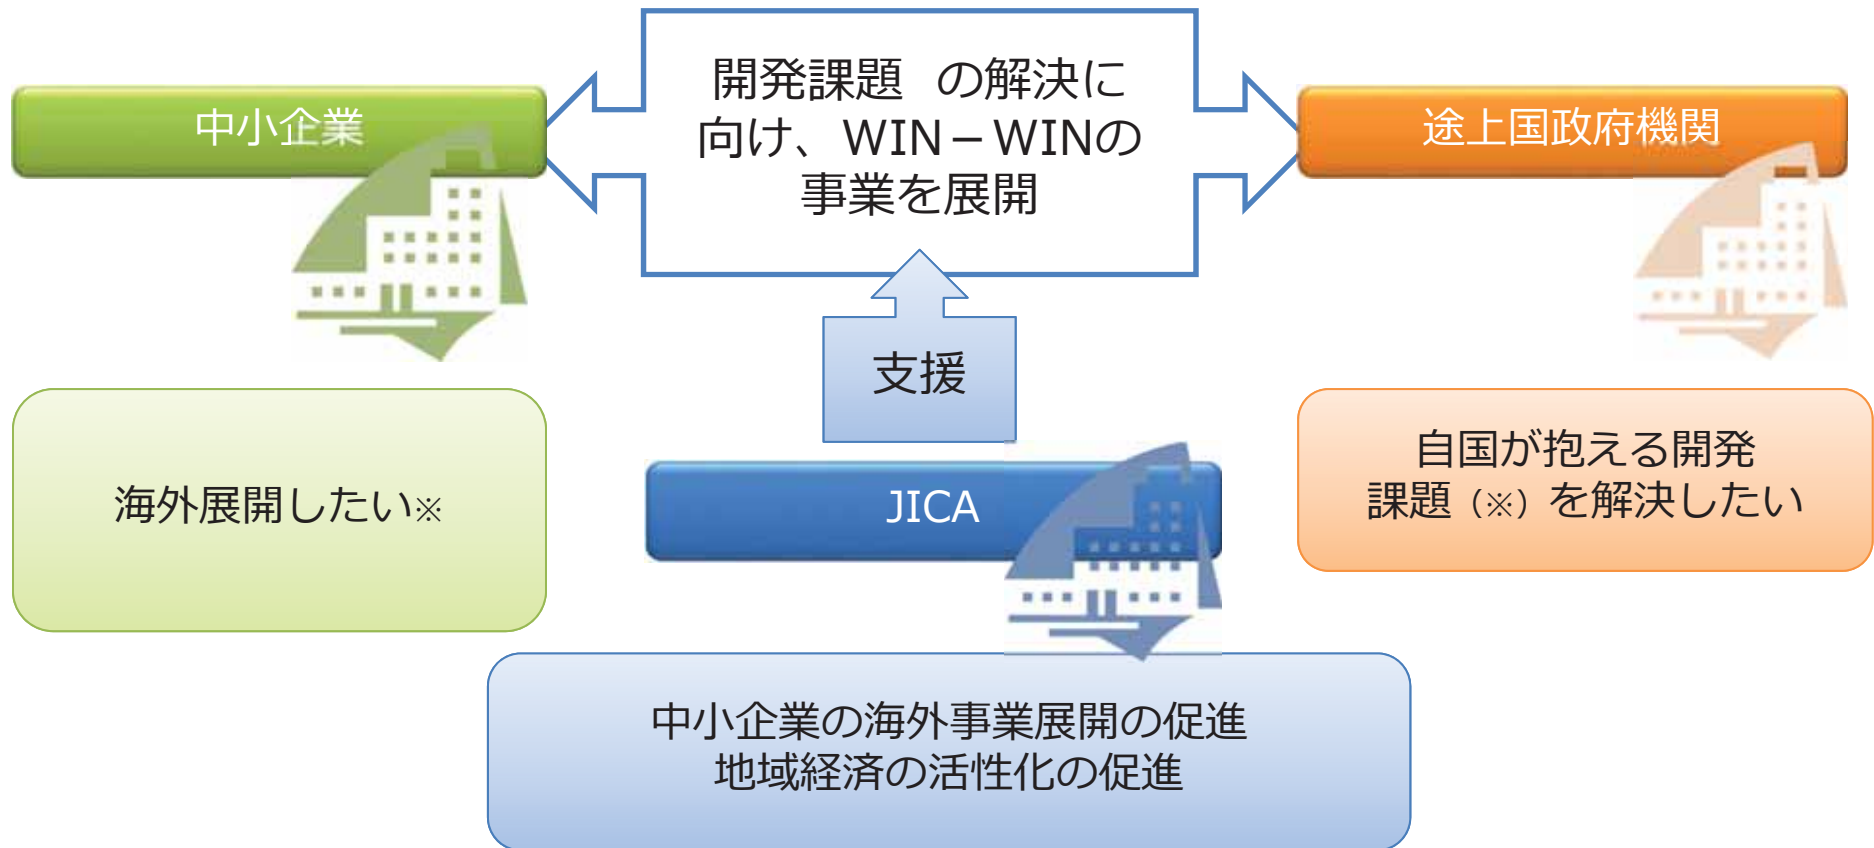 中小企業
開発課題 の解決に
向け、WIN－WINの
事業を展開
途上国政府機関
支援
海外展開したい※
JICA
自国が抱える開発
課題（※）を解決したい
中小企業の海外事業展開の促進
地域経済の活性化の促進